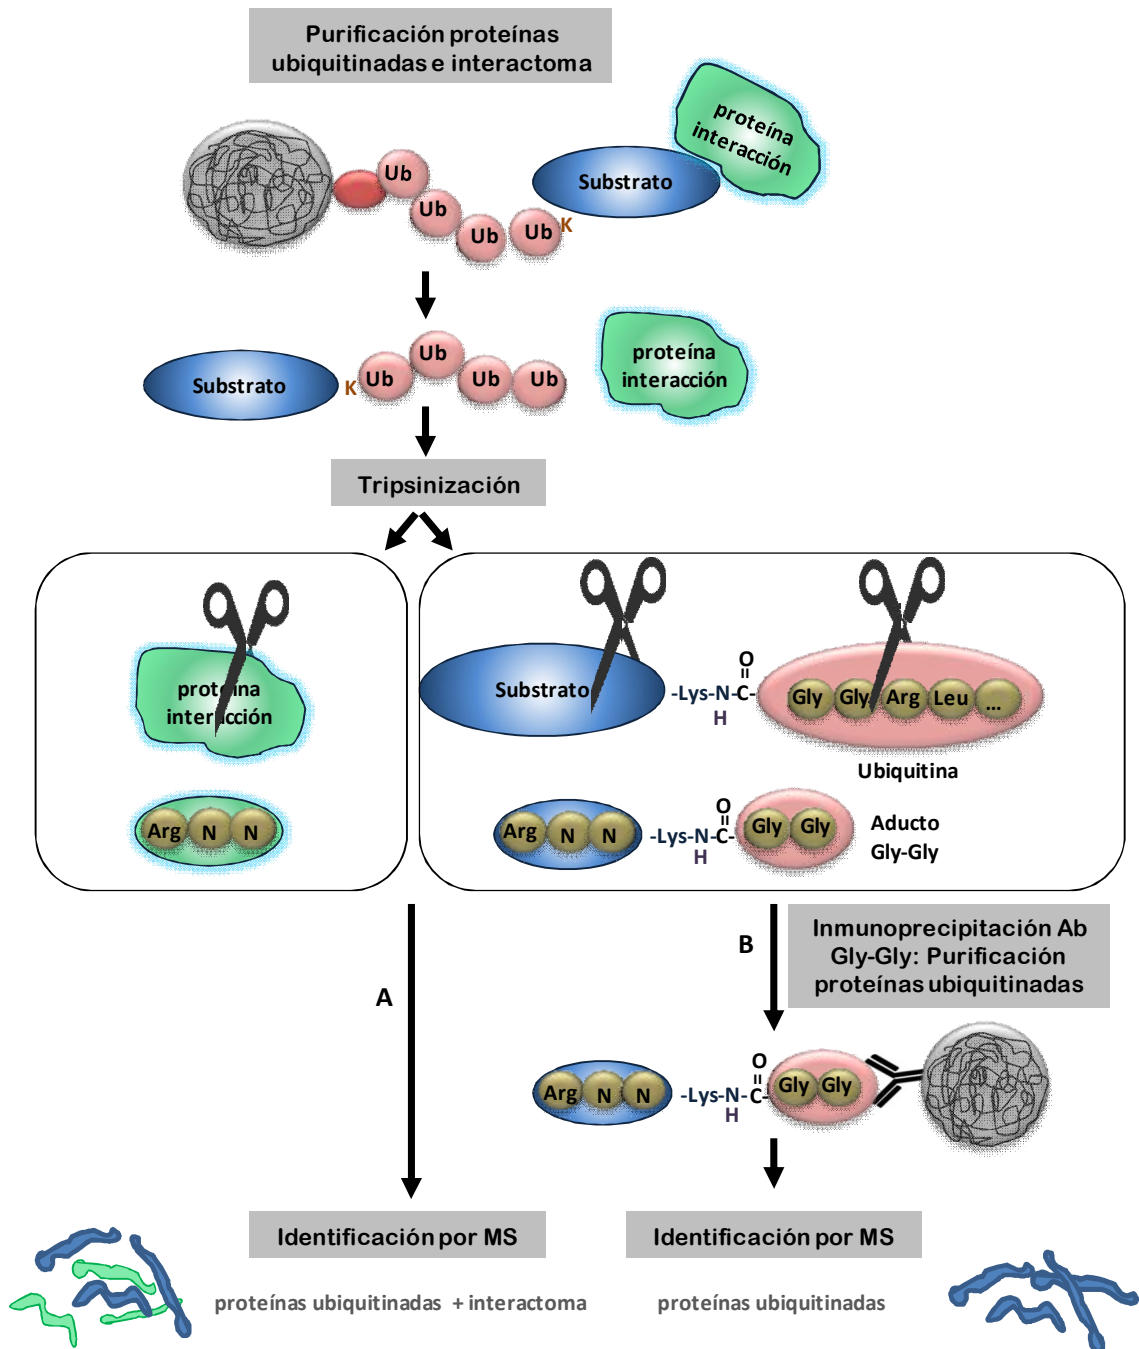 Purificación proteínas
ubiquitinadas e interactoma
proteína
interacción
Substrato
Ub
Ub
Ub
Ub
K
Substrato
K
Ub
Ub
Ub
Ub
proteína
interacción
Tripsinización
proteína
interacción
Arg N N
Substrato
-Lys-N-C-
H
O
Gly Gly Arg Leu ...
Ubiquitina
Arg N N
-Lys-N-C-
H
O
Gly Gly
Aducto
Gly-Gly
A
B
Inmunoprecipitación Ab
Gly-Gly: Purificación
proteínas ubiquitinadas
Arg N N
-Lys-N-C-
H
O
Gly Gly
Identificación por MS
Identificación por MS
proteínas ubiquitinadas + interactoma
proteínas ubiquitinadas